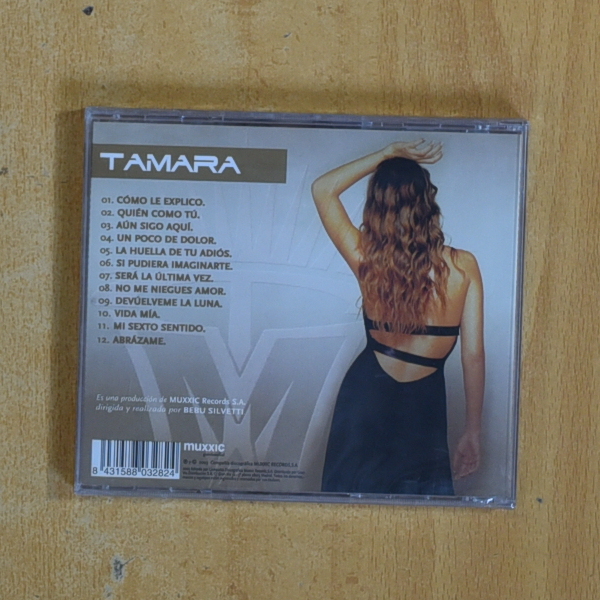 TAMARA
01. CÓMO LE EXPLICO.
02. QUIÉN COMO TÚ.
03. AÚN SIGO AQUÍ.
04. UN POCO DE DOLOR.
05. LA HUELLA DE TU ADIÓS.
06. SI PUDIERA IMAGINARTE.
07. SERÁ LA ÚLTIMA VEZ.
08. NO ME NIEGUES AMOR.
09. DEVÚELVEME LA LUNA.
10. VIDA MÍA.
11. MI SEXTO SENTIDO.
12. ABRÁZAME.
Es una producción de MUXXIC Records S.A.
dirigida y realizada por BEBU SILVETTI
muxxic
8 431588 032824